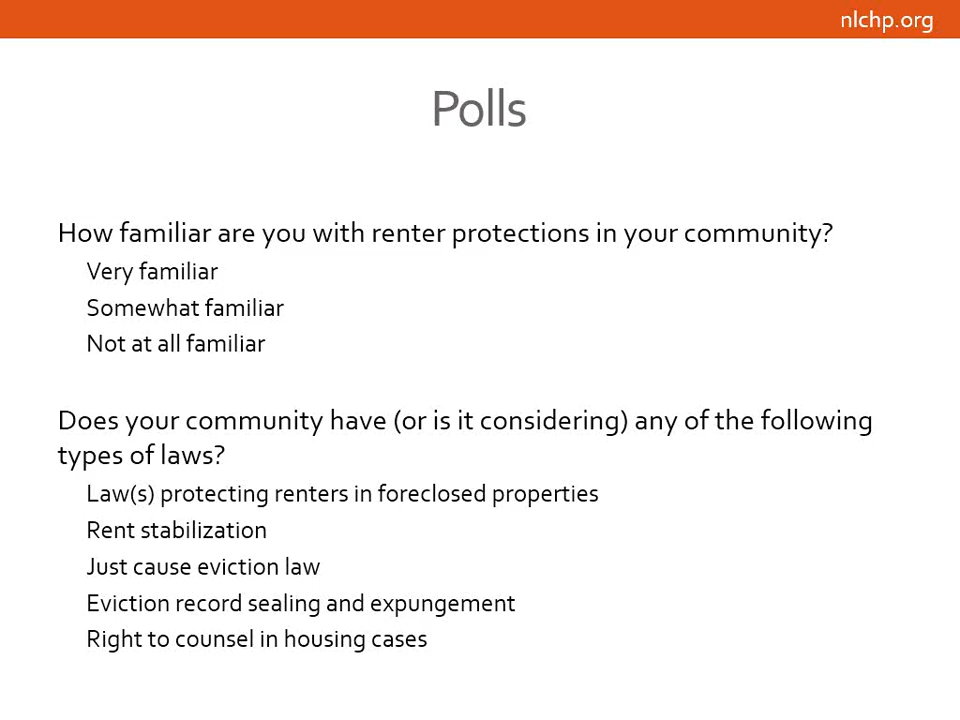 nlchp.org
Polls
How familiar are you with renter protections in your community?
Very familiar
Somewhat familiar
Not at all familiar
Does your community have (or is it considering) any of the following
types of laws?
Law(s) protecting renters in foreclosed properties
Rent stabilization
Just cause eviction law
Eviction record sealing and expungement
Right to counsel in housing cases